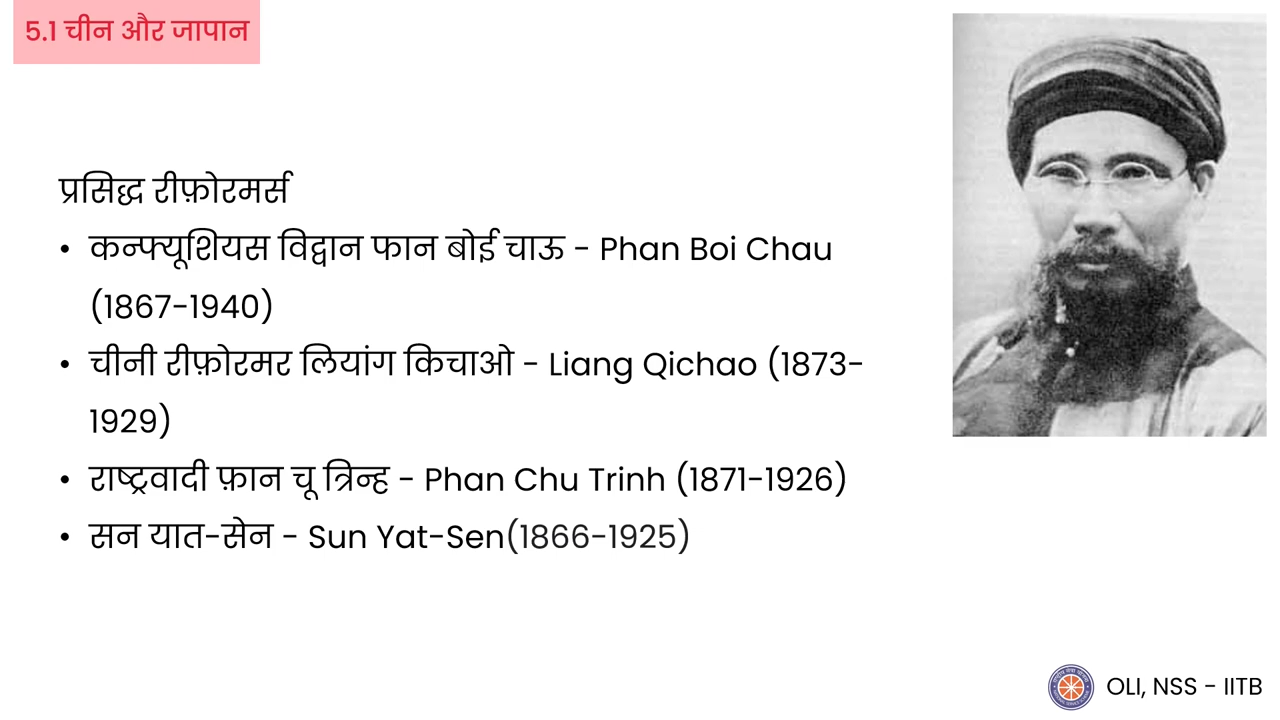 5.1 चीन और जापान
प्रसिद्ध रीफ़ोरमर्स
• कन्फ्यूशियस विद्वान फान बोई चाऊ - Phan Boi Chau
(1867-1940)
• चीनी रीफ़ोरमर लियांग किचाओ - Liang Qichao (1873-
1929)
• राष्ट्रवादी फ़ान चू त्रिन्ह - Phan Chu Trinh (1871-1926)
• सन यात-सेन - Sun Yat-Sen(1866-1925)
OLI, NSS - IITB